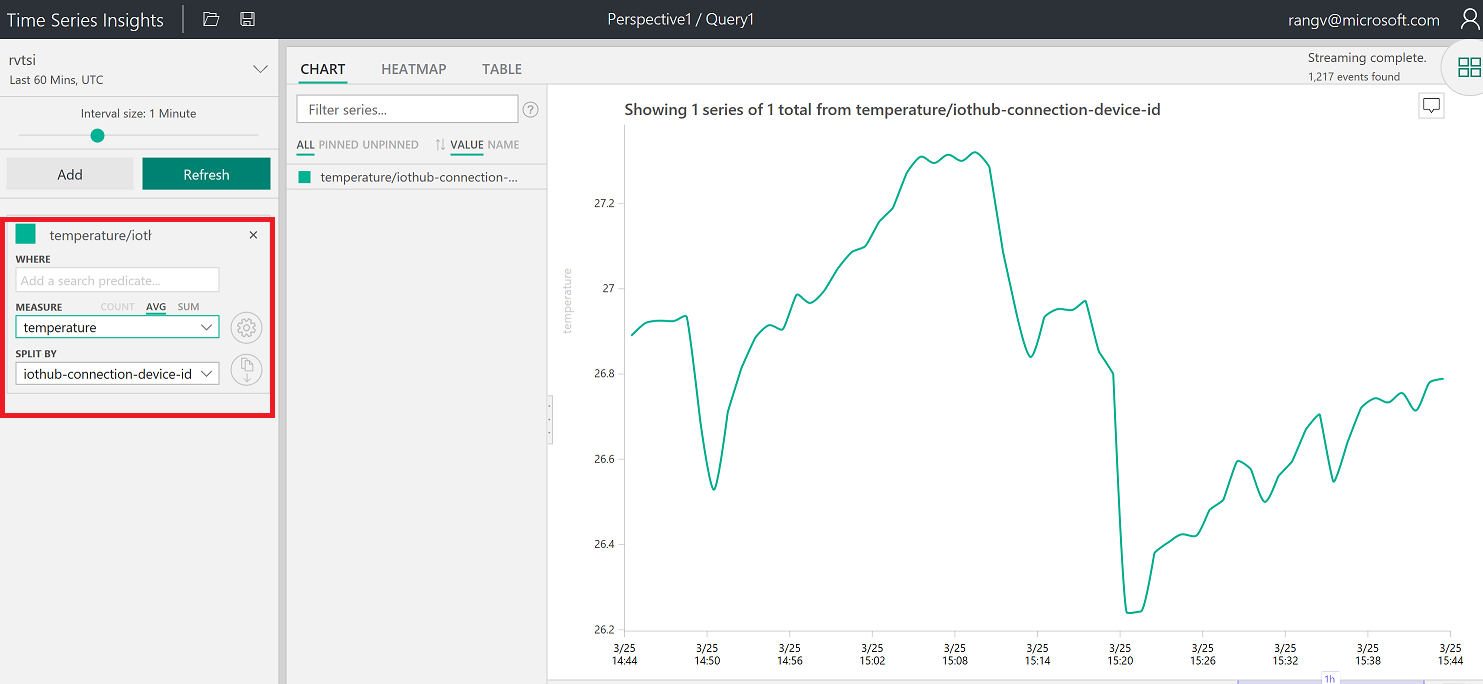 Time Series Insights
Perspective1 / Query1
rangv@microsoft.com
rvtsi
Last 60 Mins, UTC
Interval size: 1 Minute
Add
Refresh
temperature/iot
WHERE
Add a search predicate...
MEASURE COUNT AVG SUM
temperature
SPLIT BY
iothub-connection-device-id
CHART HEATMAP TABLE
Streaming complete.
1,217 events found
Filter series...
?
ALL PINNED UNPINNED VALUE NAME
temperature/iothub-connection-...
Showing 1 series of 1 total from temperature/iothub-connection-device-id
temperature
27.2
27
26.8
26.6
26.4
26.2
3/25 3/25 3/25 3/25 3/25 3/25 3/25 3/25 3/25 3/25 3/25
14:44 14:50 14:56 15:02 15:08 15:14 15:20 15:26 15:32 15:38 15:44
1h